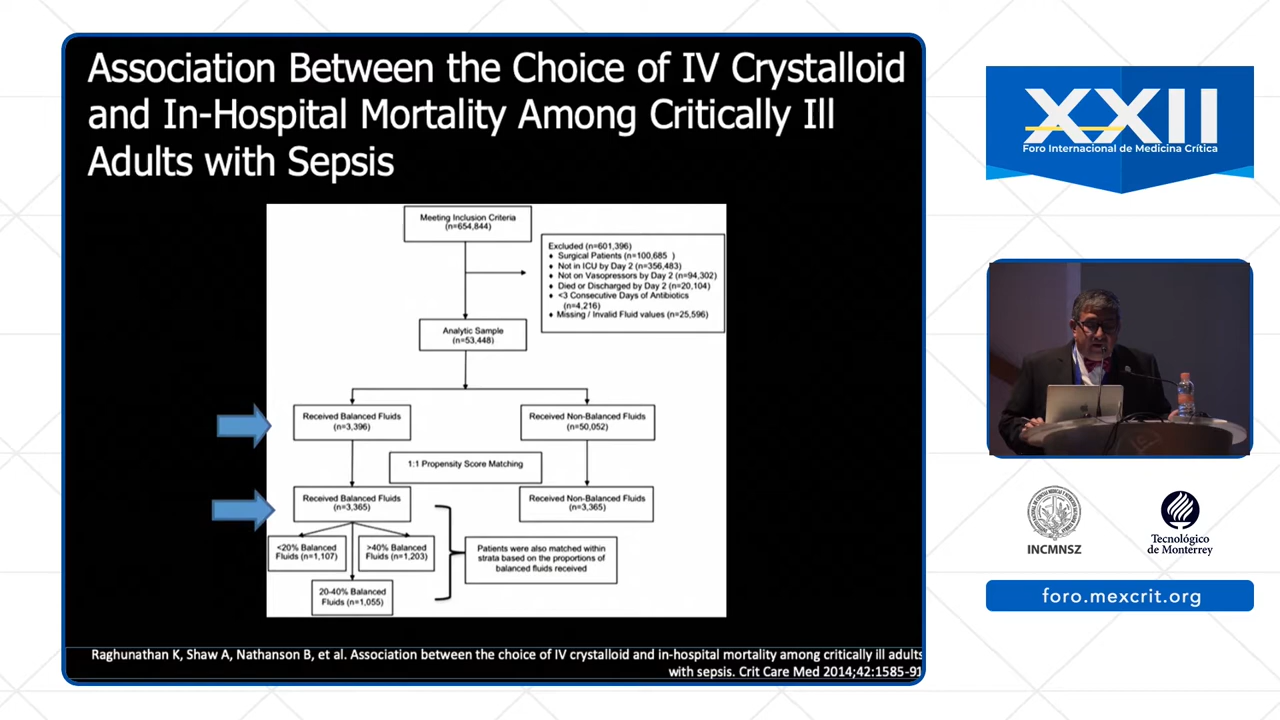 Association Between the Choice of IV Crystalloid
and In-Hospital Mortality Among Critically Ill
Adults with Sepsis
Meeting Inclusion Criteria
(n=654,844)
Excluded (n=601,396)
• Surgical Patients (n=100,685 )
• Not in ICU by Day 2 (n=356,483)
• Not on Vasopressors by Day 2 (n=94,302)
• Died or Discharged by Day 2 (n=20,104)
• <3 Consecutive Days of Antibiotics
(n=4,216)
• Missing / Invalid Fluid values (n=25,596)
Analytic Sample
(n=53,448)
Received Balanced Fluids
(n=3,396)
Received Non-Balanced Fluids
(n=50,052)
1:1 Propensity Score Matching
Received Balanced Fluids
(n=3,365)
Received Non-Balanced Fluids
(n=3,365)
<20% Balanced
Fluids (n=1,107)
>40% Balanced
Fluids (n=1,203)
20-40% Balanced
Fluids (n=1,055)
Patients were also matched within
strata based on the proportions of
balanced fluids received
Raghunathan K, Shaw A, Nathanson B, et al. Association between the choice of IV crystalloid and in-hospital mortality among critically ill adults
with sepsis. Crit Care Med 2014;42:1585-91
XXII
Foro Internacional de Medicina Crítica
INCMNSZ
Tecnológico
de Monterrey
foro.mexcrit.org